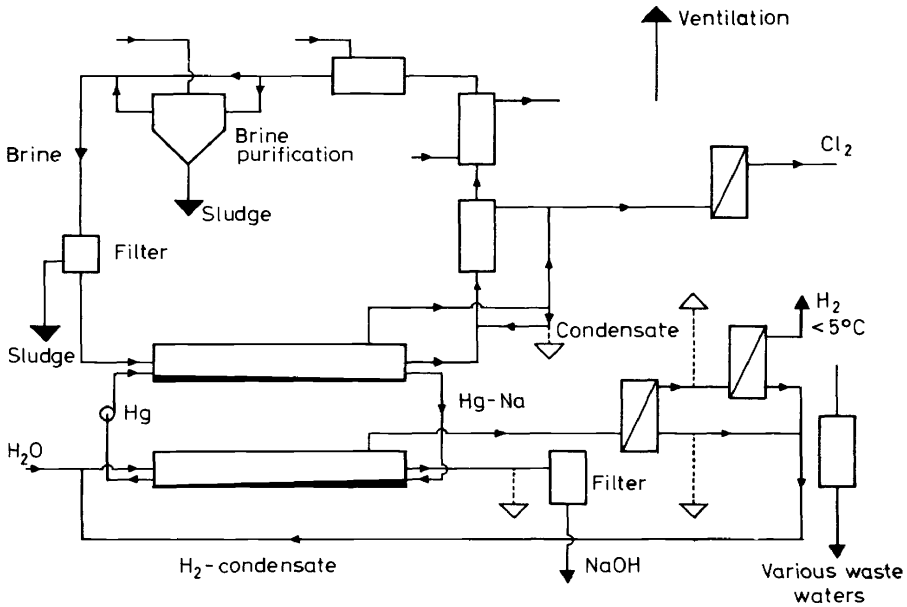 Ventilation
Brine
purification
Cl₂
Brine
Sludge
Filter
H₂
<5°C
Condensate
Sludge
Hg-Na
Hg
H₂O
Filter
H₂-condensate
NaOH
Various waste
waters